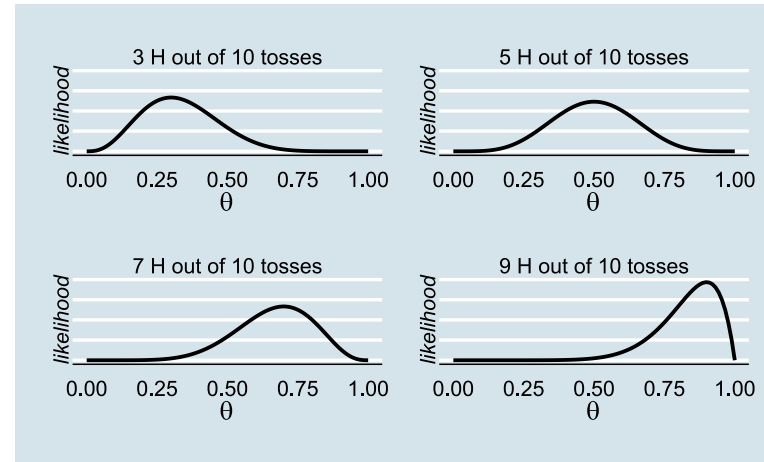 3 H out of 10 tosses
likelihood
0.00 0.25 0.50 0.75 1.00
θ
5 H out of 10 tosses
likelihood
0.00 0.25 0.50 0.75 1.00
θ
7 H out of 10 tosses
likelihood
0.00 0.25 0.50 0.75 1.00
θ
9 H out of 10 tosses
likelihood
0.00 0.25 0.50 0.75 1.00
θ